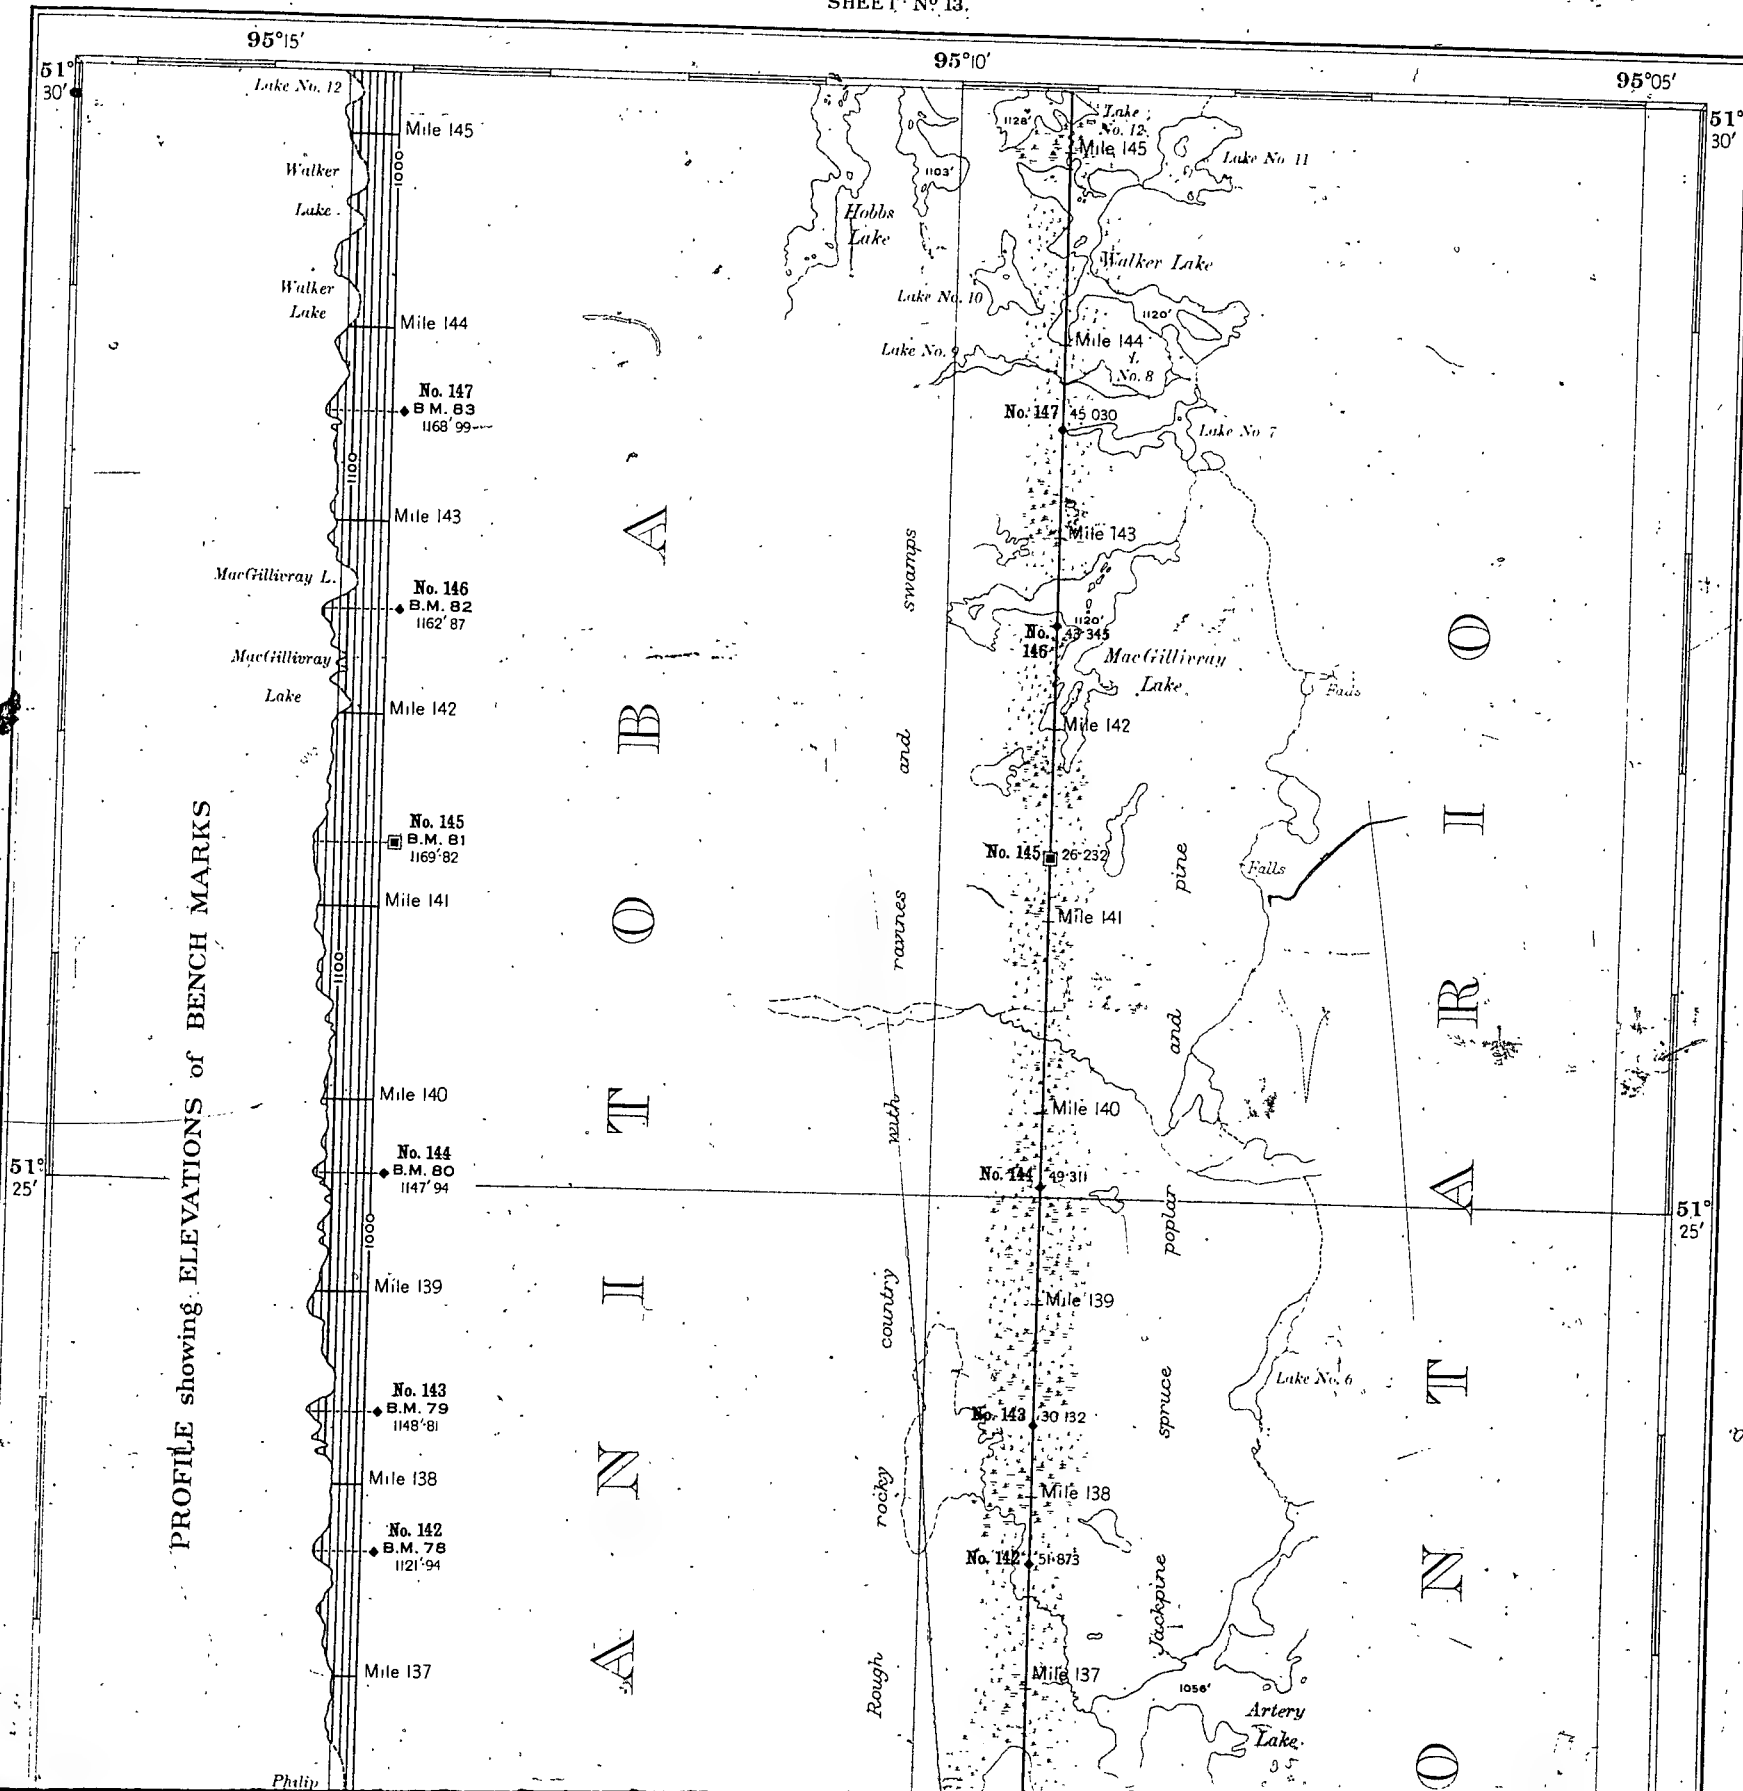 SHEET Nº 13.
95°15′
95°10′
95°05′
51°
30′
51°
30′
Lake No. 12
Mile 145
1000
Walker
Lake
Walker
Lake
Mile 144
No. 147
B M. 83
1168′99
1100
Mile 143
MacGillivray L.
No. 146
B.M. 82
1162′87
MacGillivray
Lake
Mile 142
No. 145
B.M. 81
1169′82
Mile 141
1100
Mile 140
No. 144
B.M. 80
1147′94
1000
Mile 139
No. 143
B.M. 79
1148′81
Mile 138
No. 142
B.M. 78
1121′94
Mile 137
Philip
PROFILE showing ELEVATIONS of BENCH MARKS
51°
25′
51°
25′
MANITOBA
ONTARIO
Rough rocky country with rannes and swamps
Jackpine spruce poplar and pine
1128′
Lake
No. 12
Mile 145
Lake No. 11
1103′
Hobbs
Lake
Walker Lake
Lake No. 10
1120′
Mile 144
Lake No. 9
L.
No. 8
No. 147
45 030
Lake No. 7
Mile 143
1120′
No.
146
43·345
MacGillivray
Lake
Falls
Mile 142
No. 145
26·232
Falls
Mile 141
Mile 140
No. 144
49·311
Mile 139
Lake No. 6
No. 143
30 132
Mile 138
No. 142
51·873
Mile 137
1056′
Artery
Lake.